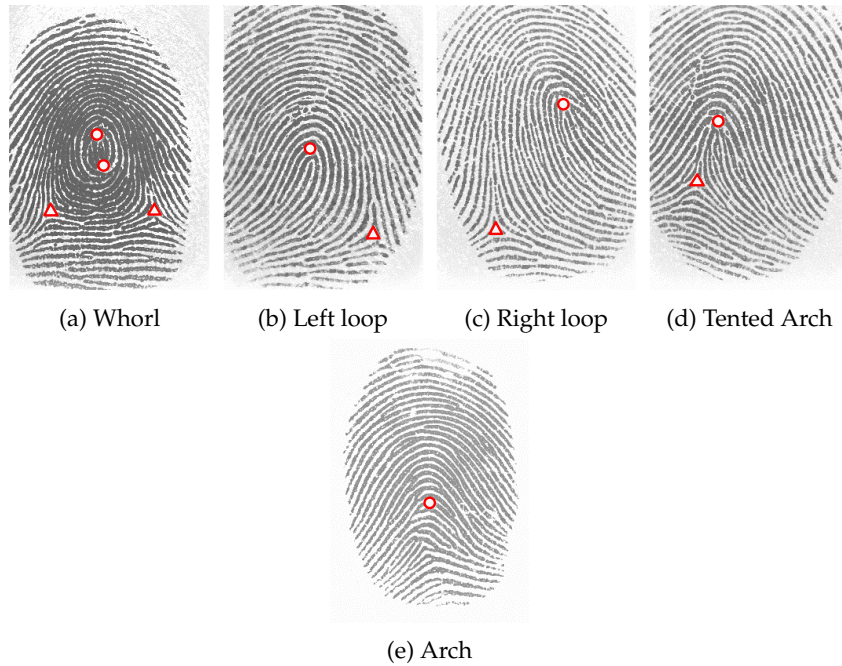 (a) Whorl
(b) Left loop
(c) Right loop
(d) Tented Arch
(e) Arch